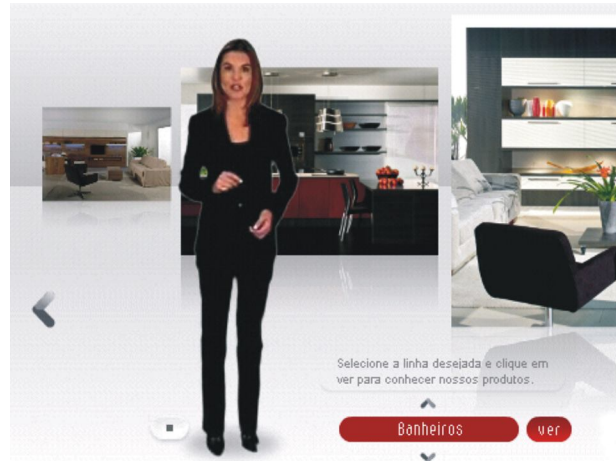 Selecione a linha desejada e clique em
ver para conhecer nossos produtos.
Banheiros
ver